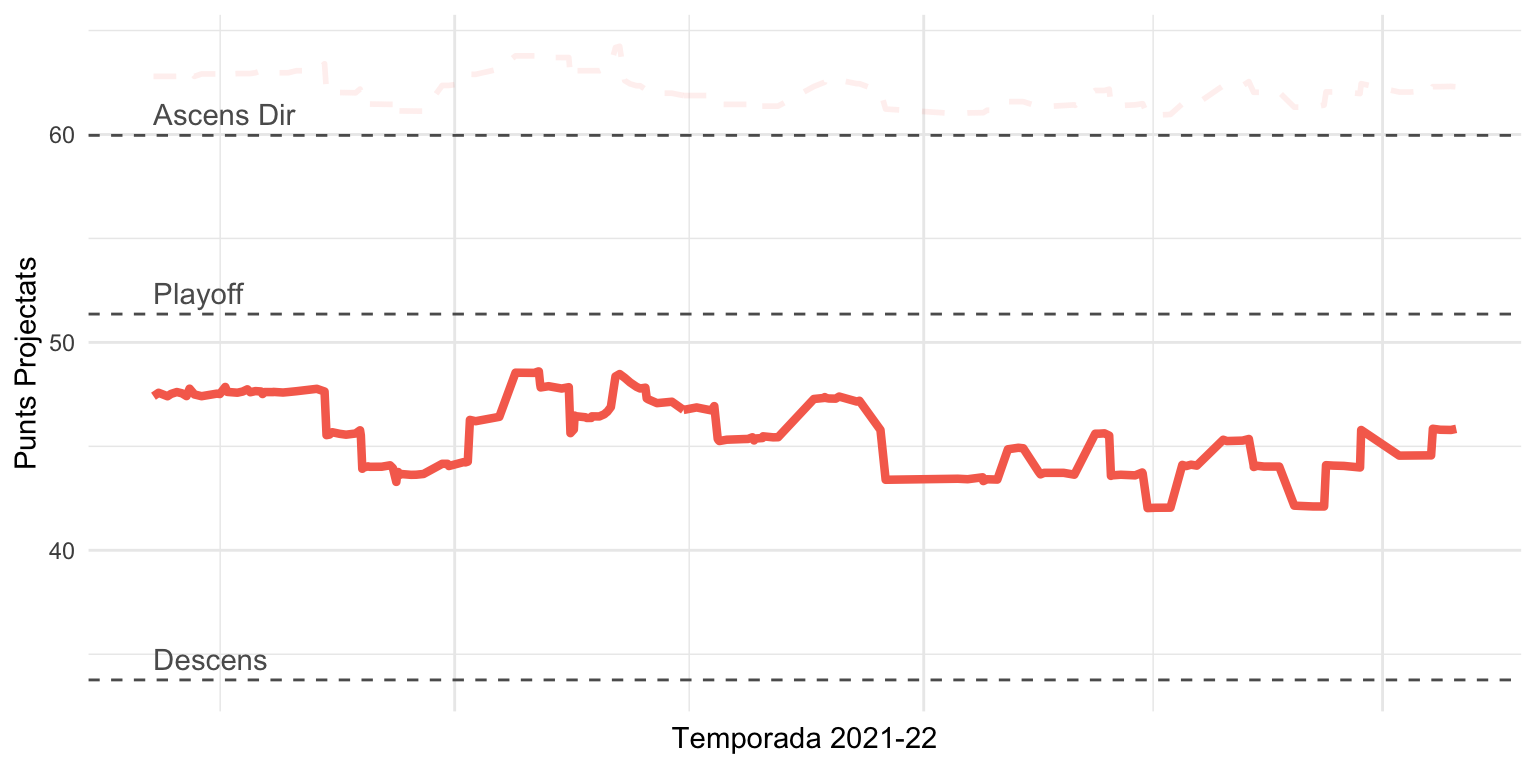 Ascens Dir
60
Playoff
50
Punts Projectats
40
Descens
Temporada 2021-22